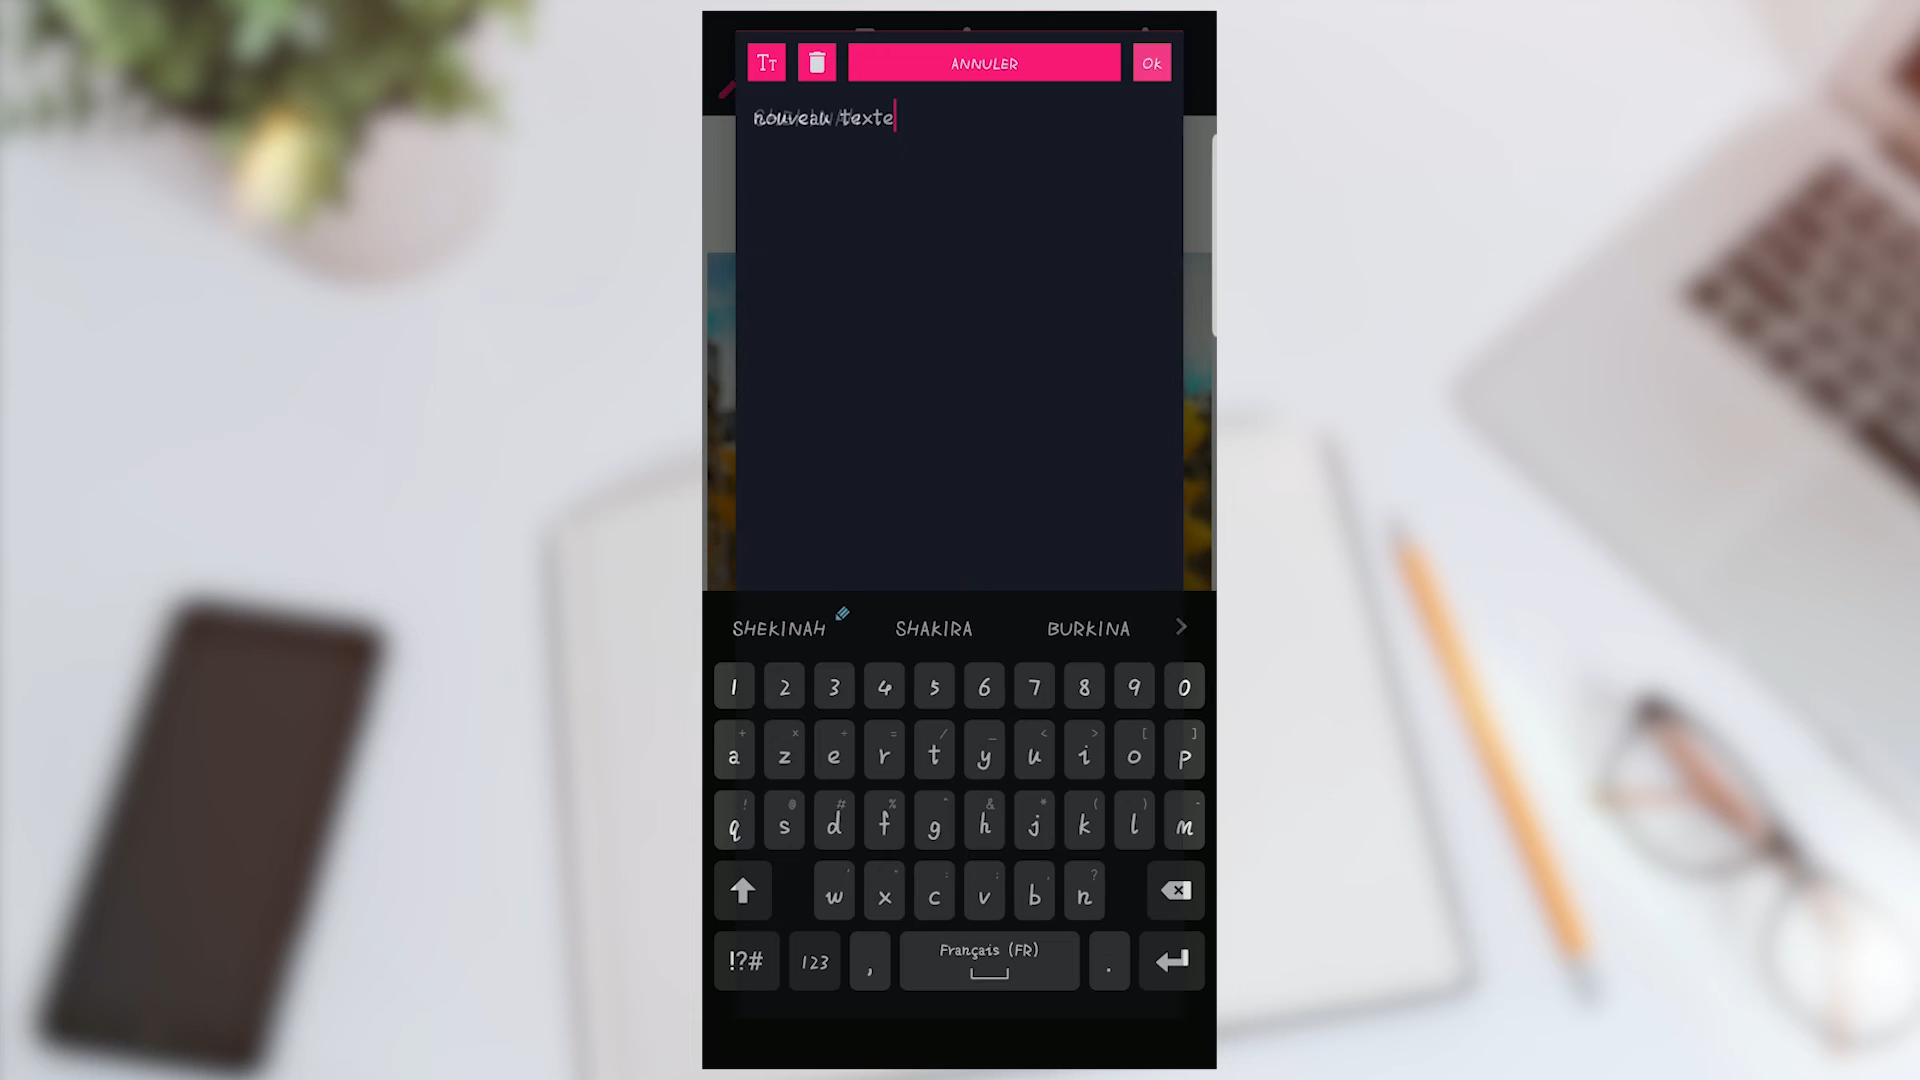 Tт ANNULER Ok
nouveau texte
SHEKINAH SHAKIRA BURKINA
1 2 3 4 5 6 7 8 9 0
+ × ÷ = / _ < > [ ]
a z e r t y u i o p
! @ # % ^ & * ( ) -
q s d f g h j k l m
' " : ; , ?
w x c v b n
!?# 123 , Français (FR) .